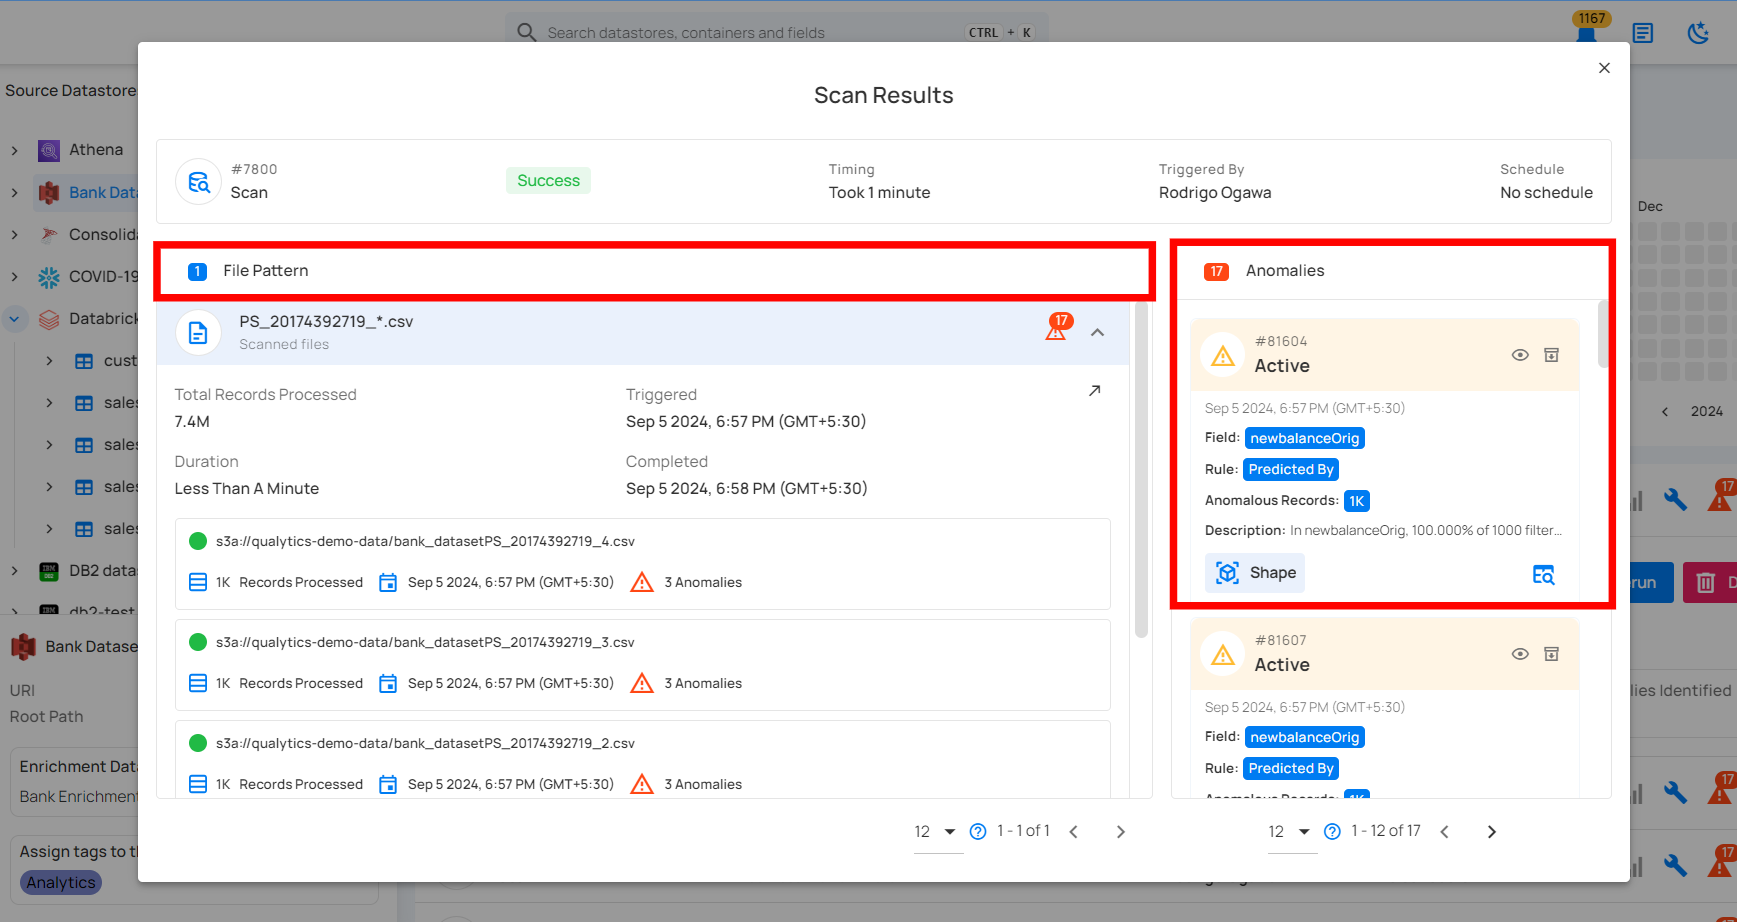 Search datastores, containers and fields
CTRL + K
1167
Source Datastore
Athena
Bank Dat
Consolid
COVID-19
Databrick
cust
sales
sales
sales
sales
DB2 data
db2-test
Bank Datase
URI
Root Path
Enrichment Dat
Bank Enrichment
Assign tags to th
Analytics
Scan Results
#7800
Scan
Success
Timing
Took 1 minute
Triggered By
Rodrigo Ogawa
Schedule
No schedule
1 File Pattern
PS_20174392719_*.csv
Scanned files
17
Total Records Processed
7.4M
Triggered
Sep 5 2024, 6:57 PM (GMT+5:30)
Duration
Less Than A Minute
Completed
Sep 5 2024, 6:58 PM (GMT+5:30)
s3a://qualytics-demo-data/bank_datasetPS_20174392719_4.csv
1K Records Processed Sep 5 2024, 6:57 PM (GMT+5:30) 3 Anomalies
s3a://qualytics-demo-data/bank_datasetPS_20174392719_3.csv
1K Records Processed Sep 5 2024, 6:57 PM (GMT+5:30) 3 Anomalies
s3a://qualytics-demo-data/bank_datasetPS_20174392719_2.csv
1K Records Processed Sep 5 2024, 6:57 PM (GMT+5:30) 3 Anomalies
12 1 - 1 of 1
17 Anomalies
#81604
Active
Sep 5 2024, 6:57 PM (GMT+5:30)
Field: newbalanceOrig
Rule: Predicted By
Anomalous Records: 1K
Description: In newbalanceOrig, 100.000% of 1000 filter...
Shape
#81607
Active
Sep 5 2024, 6:57 PM (GMT+5:30)
Field: newbalanceOrig
Rule: Predicted By
Anomalous Records: 1K
12 1 - 12 of 17
Dec
2024
17
run
D
lies Identified
17
17